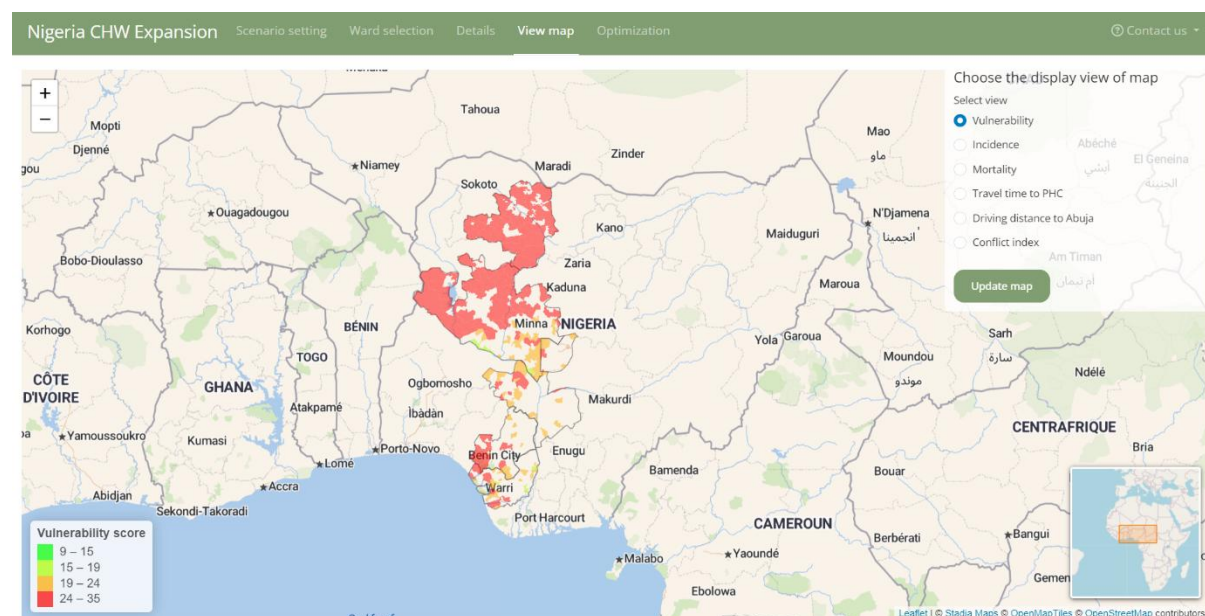 Nigeria CHW Expansion
Scenario setting
Ward selection
Details
View map
Optimization
Contact us
+
−
Choose the display view of map
Select view
Vulnerability
Incidence
Mortality
Travel time to PHC
Driving distance to Abuja
Conflict index
Update map
Tahoua
Mopti
Djenné
Niamey
Zinder
Maradi
Sokoto
Mao
ماو
Abéché
أبشي
El Geneina
الجنينة
Ouagadougou
Kano
N'Djamena
انجمينا
Maiduguri
Bobo-Dioulasso
Zaria
Kaduna
Maroua
Am Timan
أم تيمان
Korhogo
BÉNIN
Minna
NIGERIA
Yola
Garoua
Sarh
سارة
TOGO
Moundou
موندو
Ndélé
CÔTE
D'IVOIRE
GHANA
Ogbomosho
Makurdi
Atakpamé
Ìbàdàn
CENTRAFRIQUE
Yamoussoukro
Kumasi
Porto-Novo
Benin City
Enugu
Bria
Lomé
Bamenda
Bouar
Accra
Warri
Abidjan
Sekondi-Takoradi
Port Harcourt
CAMEROUN
Berbérati
Bangui
Malabo
Yaoundé
Ebolowa
Vulnerability score
9 – 15
15 – 19
19 – 24
24 – 35
Leaflet | © Stadia Maps © OpenMapTiles © OpenStreetMap contributors